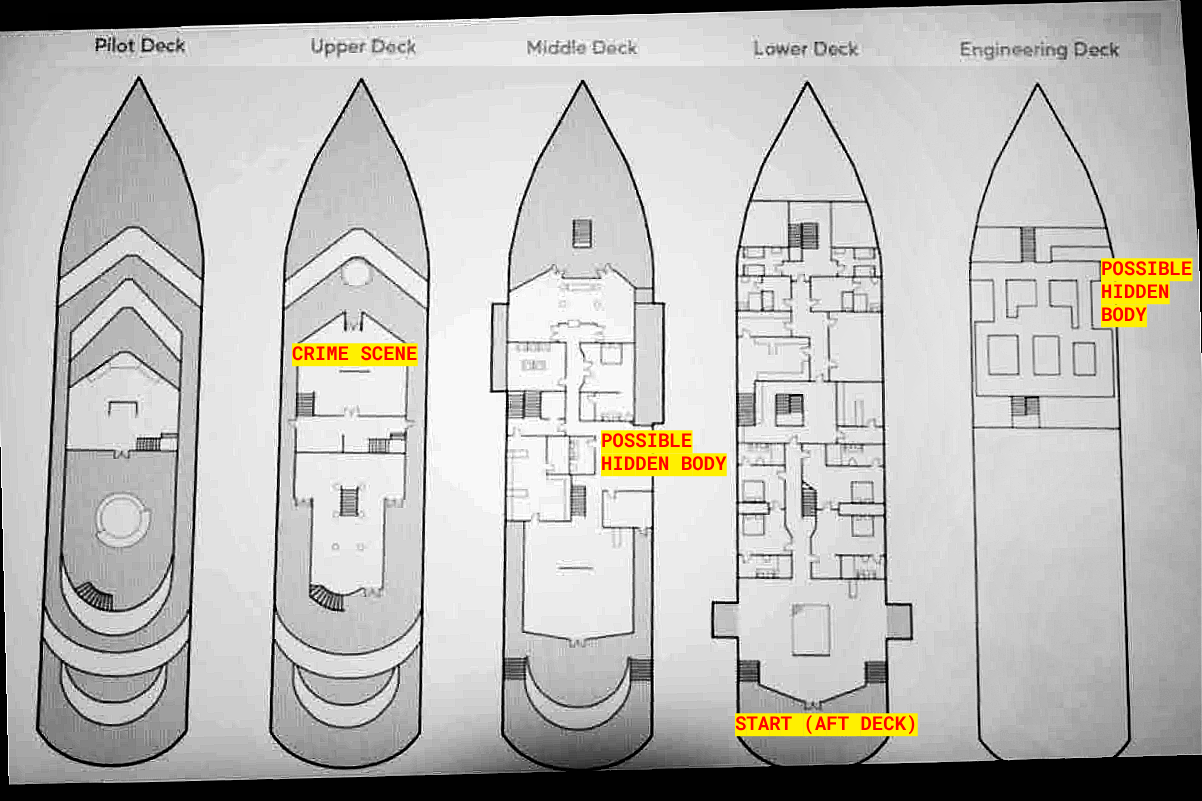 Pilot Deck
Upper Deck
Middle Deck
Lower Deck
Engineering Deck
POSSIBLE
HIDDEN
BODY
CRIME SCENE
POSSIBLE
HIDDEN BODY
START (AFT DECK)